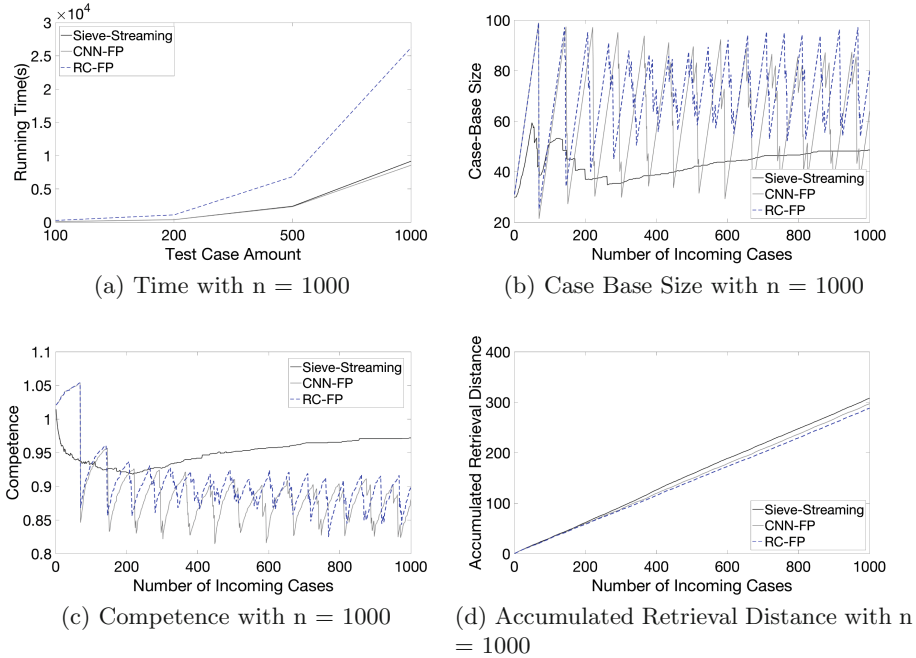 ×10⁴
3
2.5
2
1.5
1
0.5
0
Running Time(s)
Sieve-Streaming
CNN-FP
RC-FP
100 200 500 1000
Test Case Amount
(a) Time with n = 1000
100
80
60
40
20
Case-Base Size
Sieve-Streaming
CNN-FP
RC-FP
0 200 400 600 800 1000
Number of Incoming Cases
(b) Case Base Size with n = 1000
1.1
1.05
1
0.95
0.9
0.85
0.8
Competence
Sieve-Streaming
CNN-FP
RC-FP
0 200 400 600 800 1000
Number of Incoming Cases
(c) Competence with n = 1000
400
300
200
100
0
Accumulated Retrieval Distance
Sieve-Streaming
CNN-FP
RC-FP
0 200 400 600 800 1000
Number of Incoming Cases
(d) Accumulated Retrieval Distance with n
= 1000